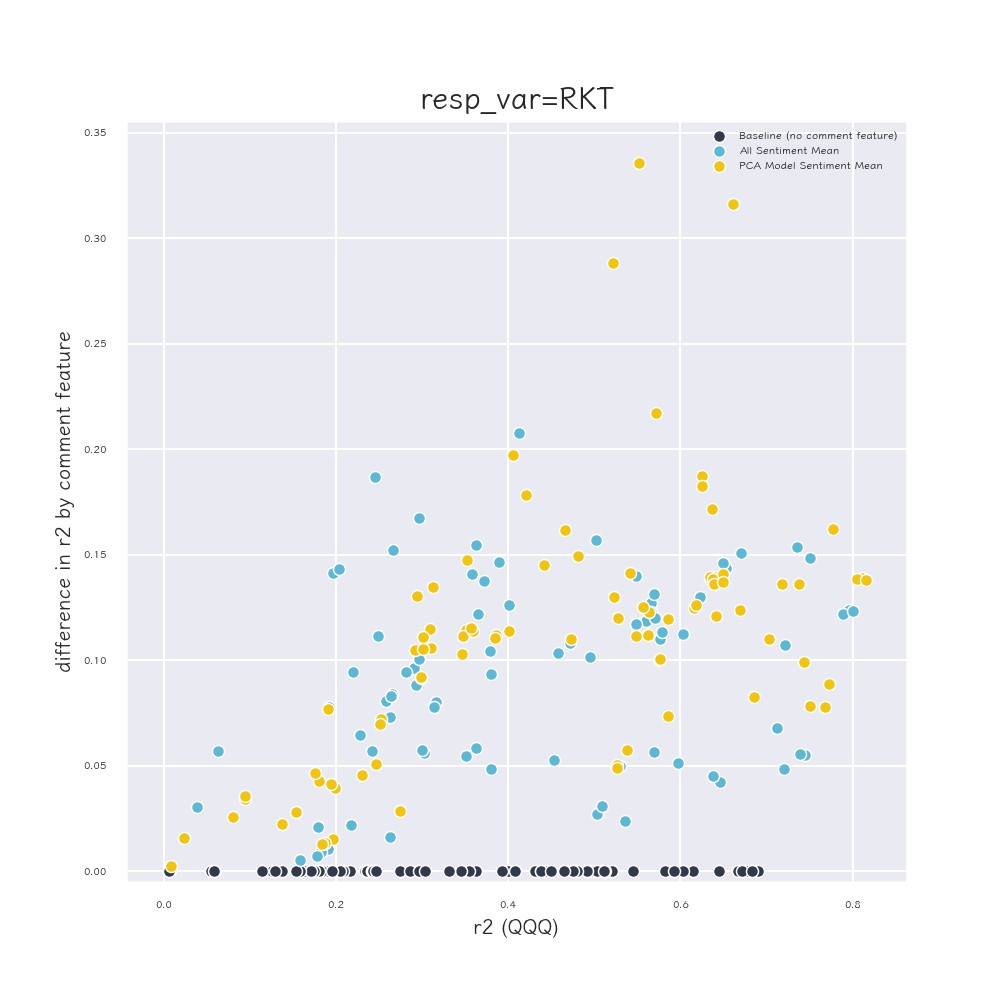 resp_var=RKT
Baseline (no comment feature)
All Sentiment Mean
PCA Model Sentiment Mean
difference in r2 by comment feature
0.35
0.30
0.25
0.20
0.15
0.10
0.05
0.00
0.0 0.2 0.4 0.6 0.8
r2 (QQQ)